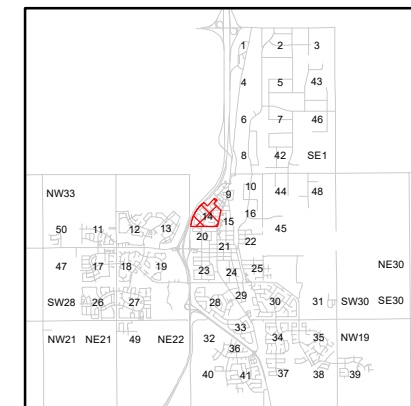 1 2 3
4 5 43
6 7 46
8 42 SE1
NW33 9 10 44 48
50 11 12 13 14 15 16 45
20 21 22
47 17 18 19 23 24 25 NE30
SW28 26 27 28 29 30 31 SW30 SE30
33
NW21 NE21 49 NE22 32 34 35 NW19
36
40 41 37 38 39